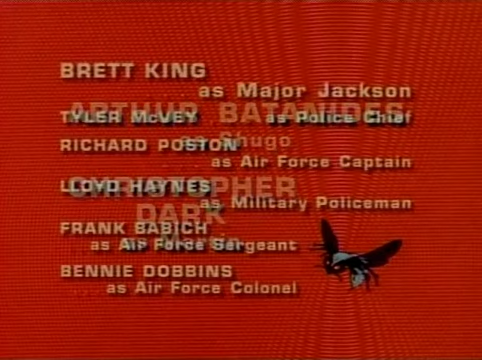 BRETT KING
as Major Jackson
ARTHUR BATANIDES
TYLER McVEY as Police Chief
as Shugo
RICHARD POSTON
as Air Force Captain
CHRISTOPHER
LLOYD HAYNES
as Military Policeman
DARK
FRANK BABICH
as Air Force Sergeant
BENNIE DOBBINS
as Air Force Colonel